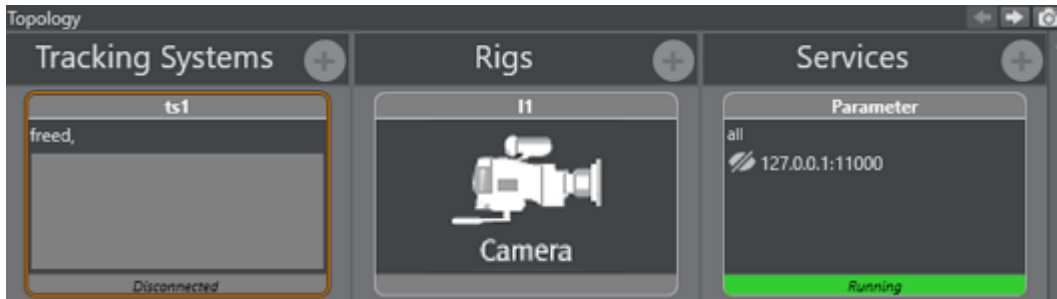 Topology
Tracking Systems
Rigs
Services
ts1
freed,
Disconnected
l1
Camera
Parameter
all
127.0.0.1:11000
Running